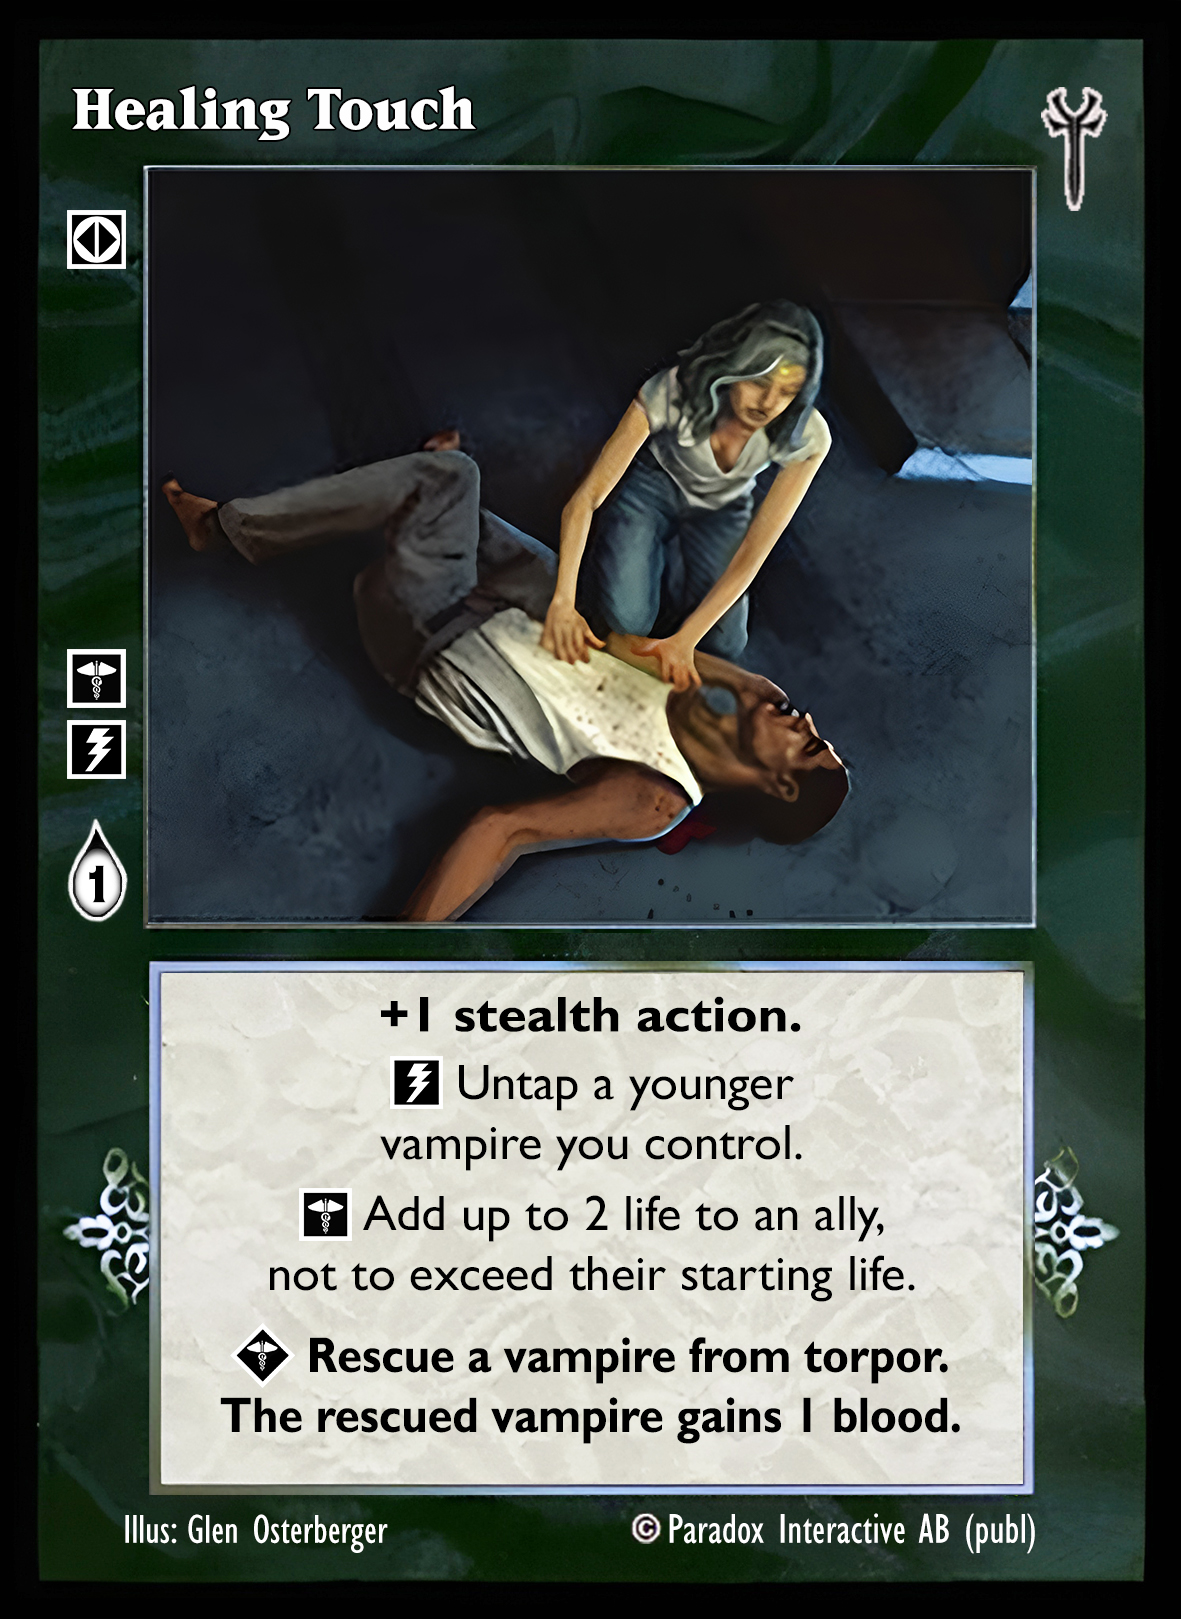 Healing Touch
1
+1 stealth action.
Untap a younger
vampire you control.
Add up to 2 life to an ally,
not to exceed their starting life.
Rescue a vampire from torpor.
The rescued vampire gains 1 blood.
Illus: Glen Osterberger
© Paradox Interactive AB (publ)